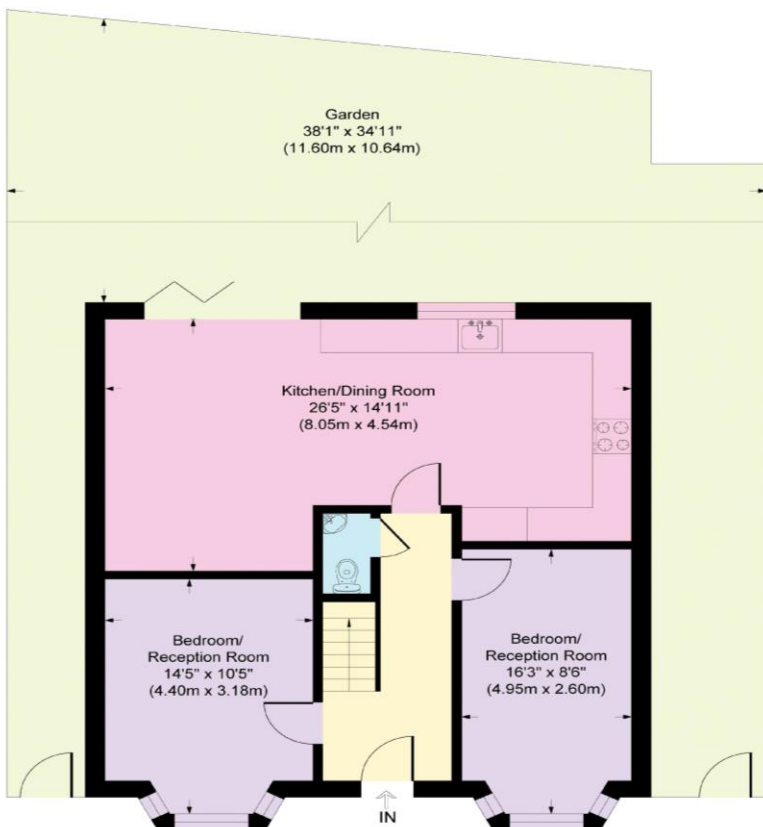 Garden
38'1" x 34'11"
(11.60m x 10.64m)
Kitchen/Dining Room
26'5" x 14'11"
(8.05m x 4.54m)
Bedroom/
Reception Room
14'5" x 10'5"
(4.40m x 3.18m)
Bedroom/
Reception Room
16'3" x 8'6"
(4.95m x 2.60m)
IN